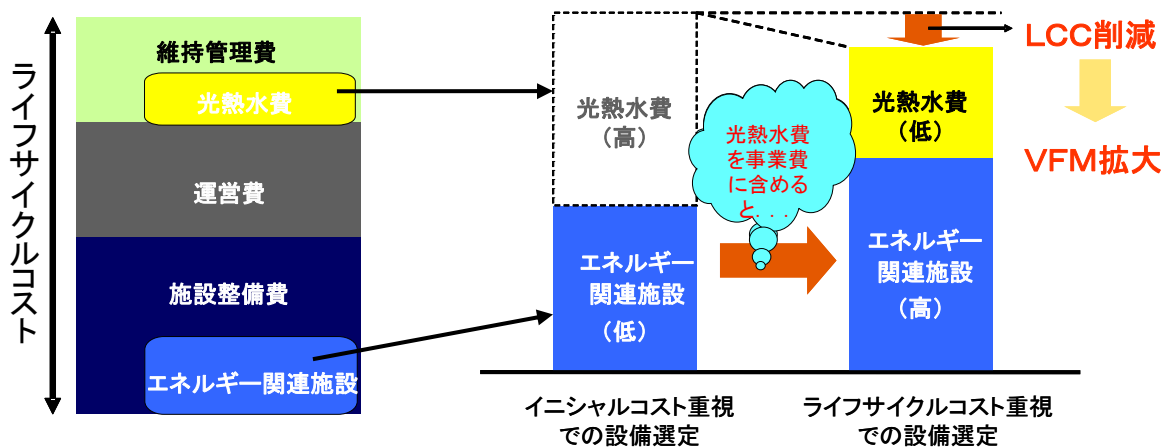 ライフサイクルコスト
維持管理費
光熱水費
運営費
施設整備費
エネルギー関連施設
光熱水費
（高）
エネルギー
関連施設
（低）
イニシャルコスト重視
での設備選定
光熱水費
を事業費
に含める
と．．．
光熱水費
（低）
エネルギー
関連施設
（高）
ライフサイクルコスト重視
での設備選定
ＬＣＣ削減
ＶＦＭ拡大